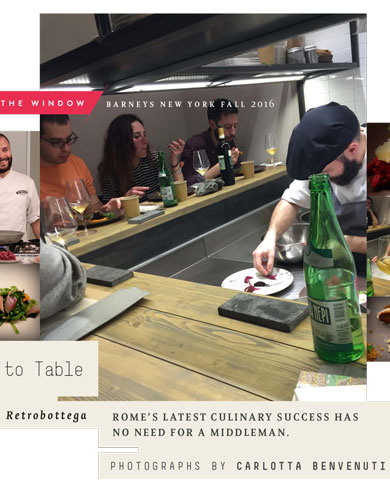 THE WINDOW
BARNEYS NEW YORK FALL 2016
NEPI
to Table
Retrobottega
ROME'S LATEST CULINARY SUCCESS HAS
NO NEED FOR A MIDDLEMAN.
PHOTOGRAPHS BY CARLOTTA BENVENUTI